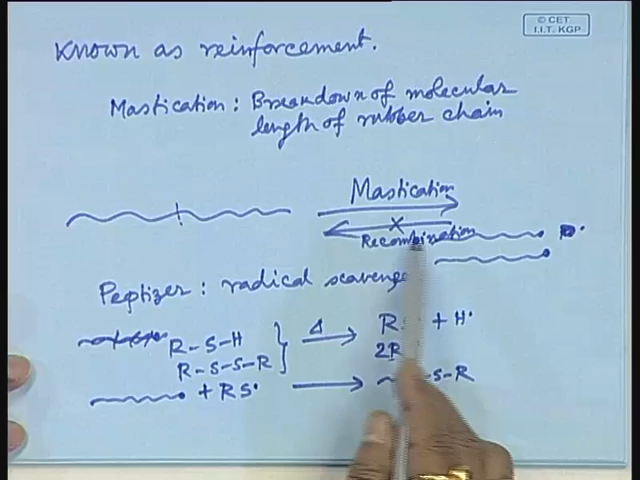 © CET
I.I.T. KGP
Known as reinforcement.
Mastication : Breakdown of molecular
length of rubber chain
Mastication
Recombination
Peptizer : radical
R-S-H
Δ
+ H•
R-S-S-R
2R
+ RS•
-S-R